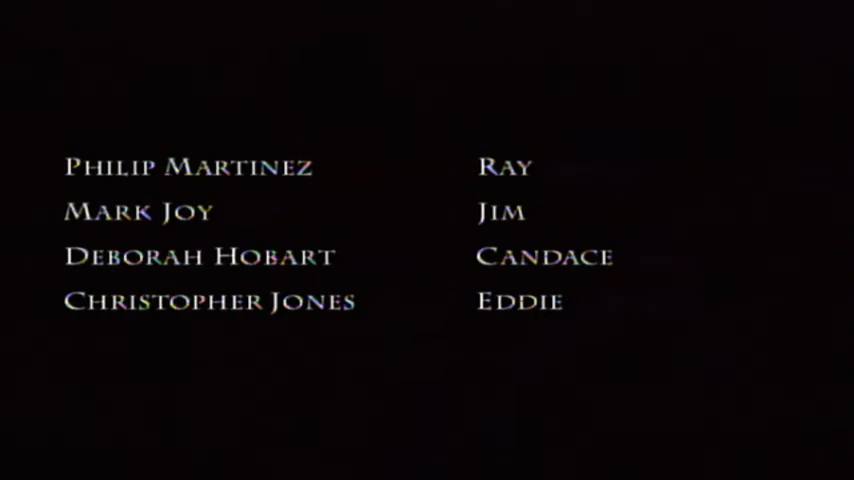 Philip Martinez Ray
Mark Joy Jim
Deborah Hobart Candace
Christopher Jones Eddie